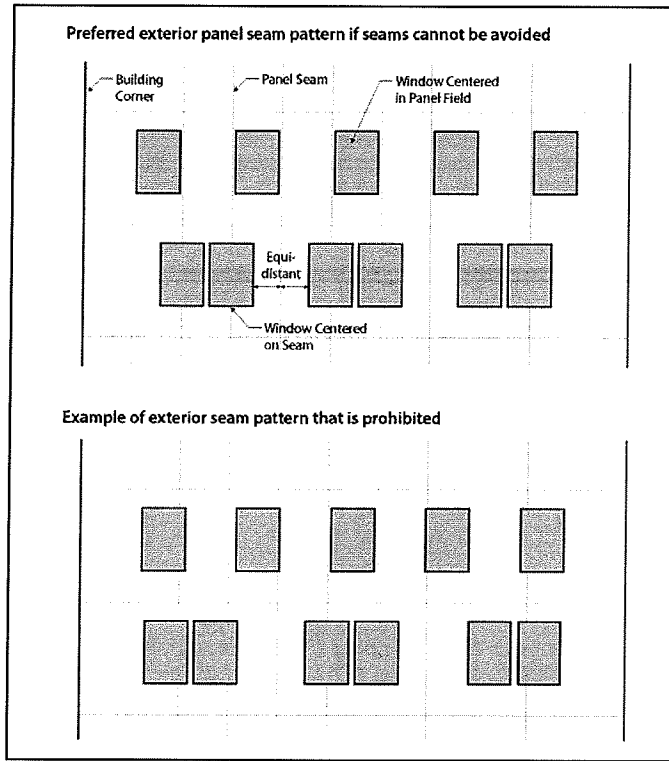 Preferred exterior panel seam pattern if seams cannot be avoided
Building
Corner
Panel Seam
Window Centered
in Panel Field
Equi-
distant
Window Centered
on Seam
Example of exterior seam pattern that is prohibited